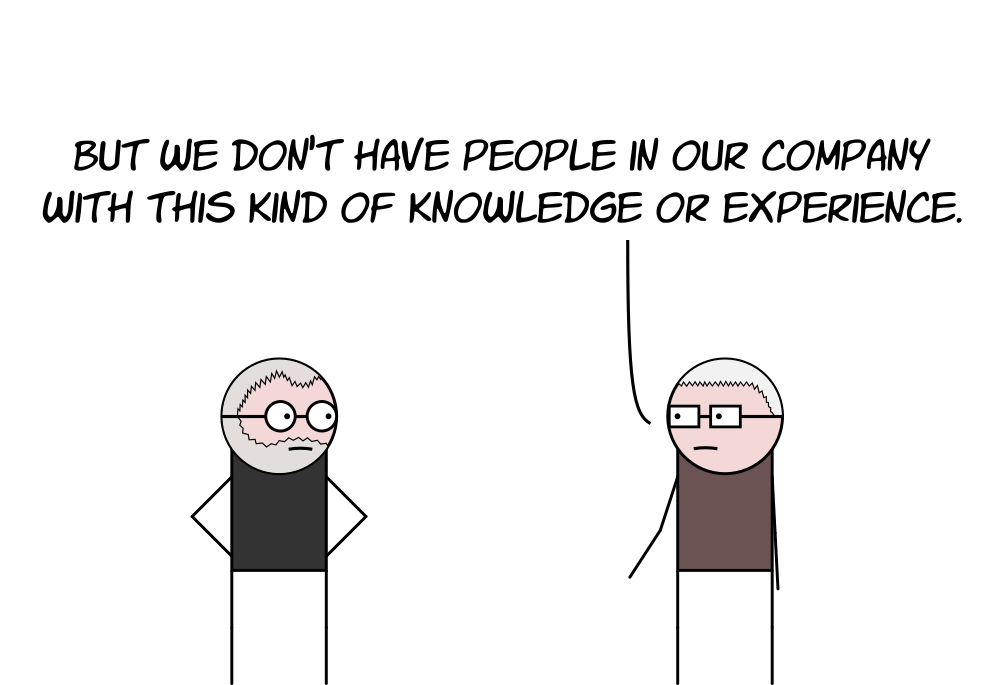 BUT WE DON'T HAVE PEOPLE IN OUR COMPANY
WITH THIS KIND OF KNOWLEDGE OR EXPERIENCE.